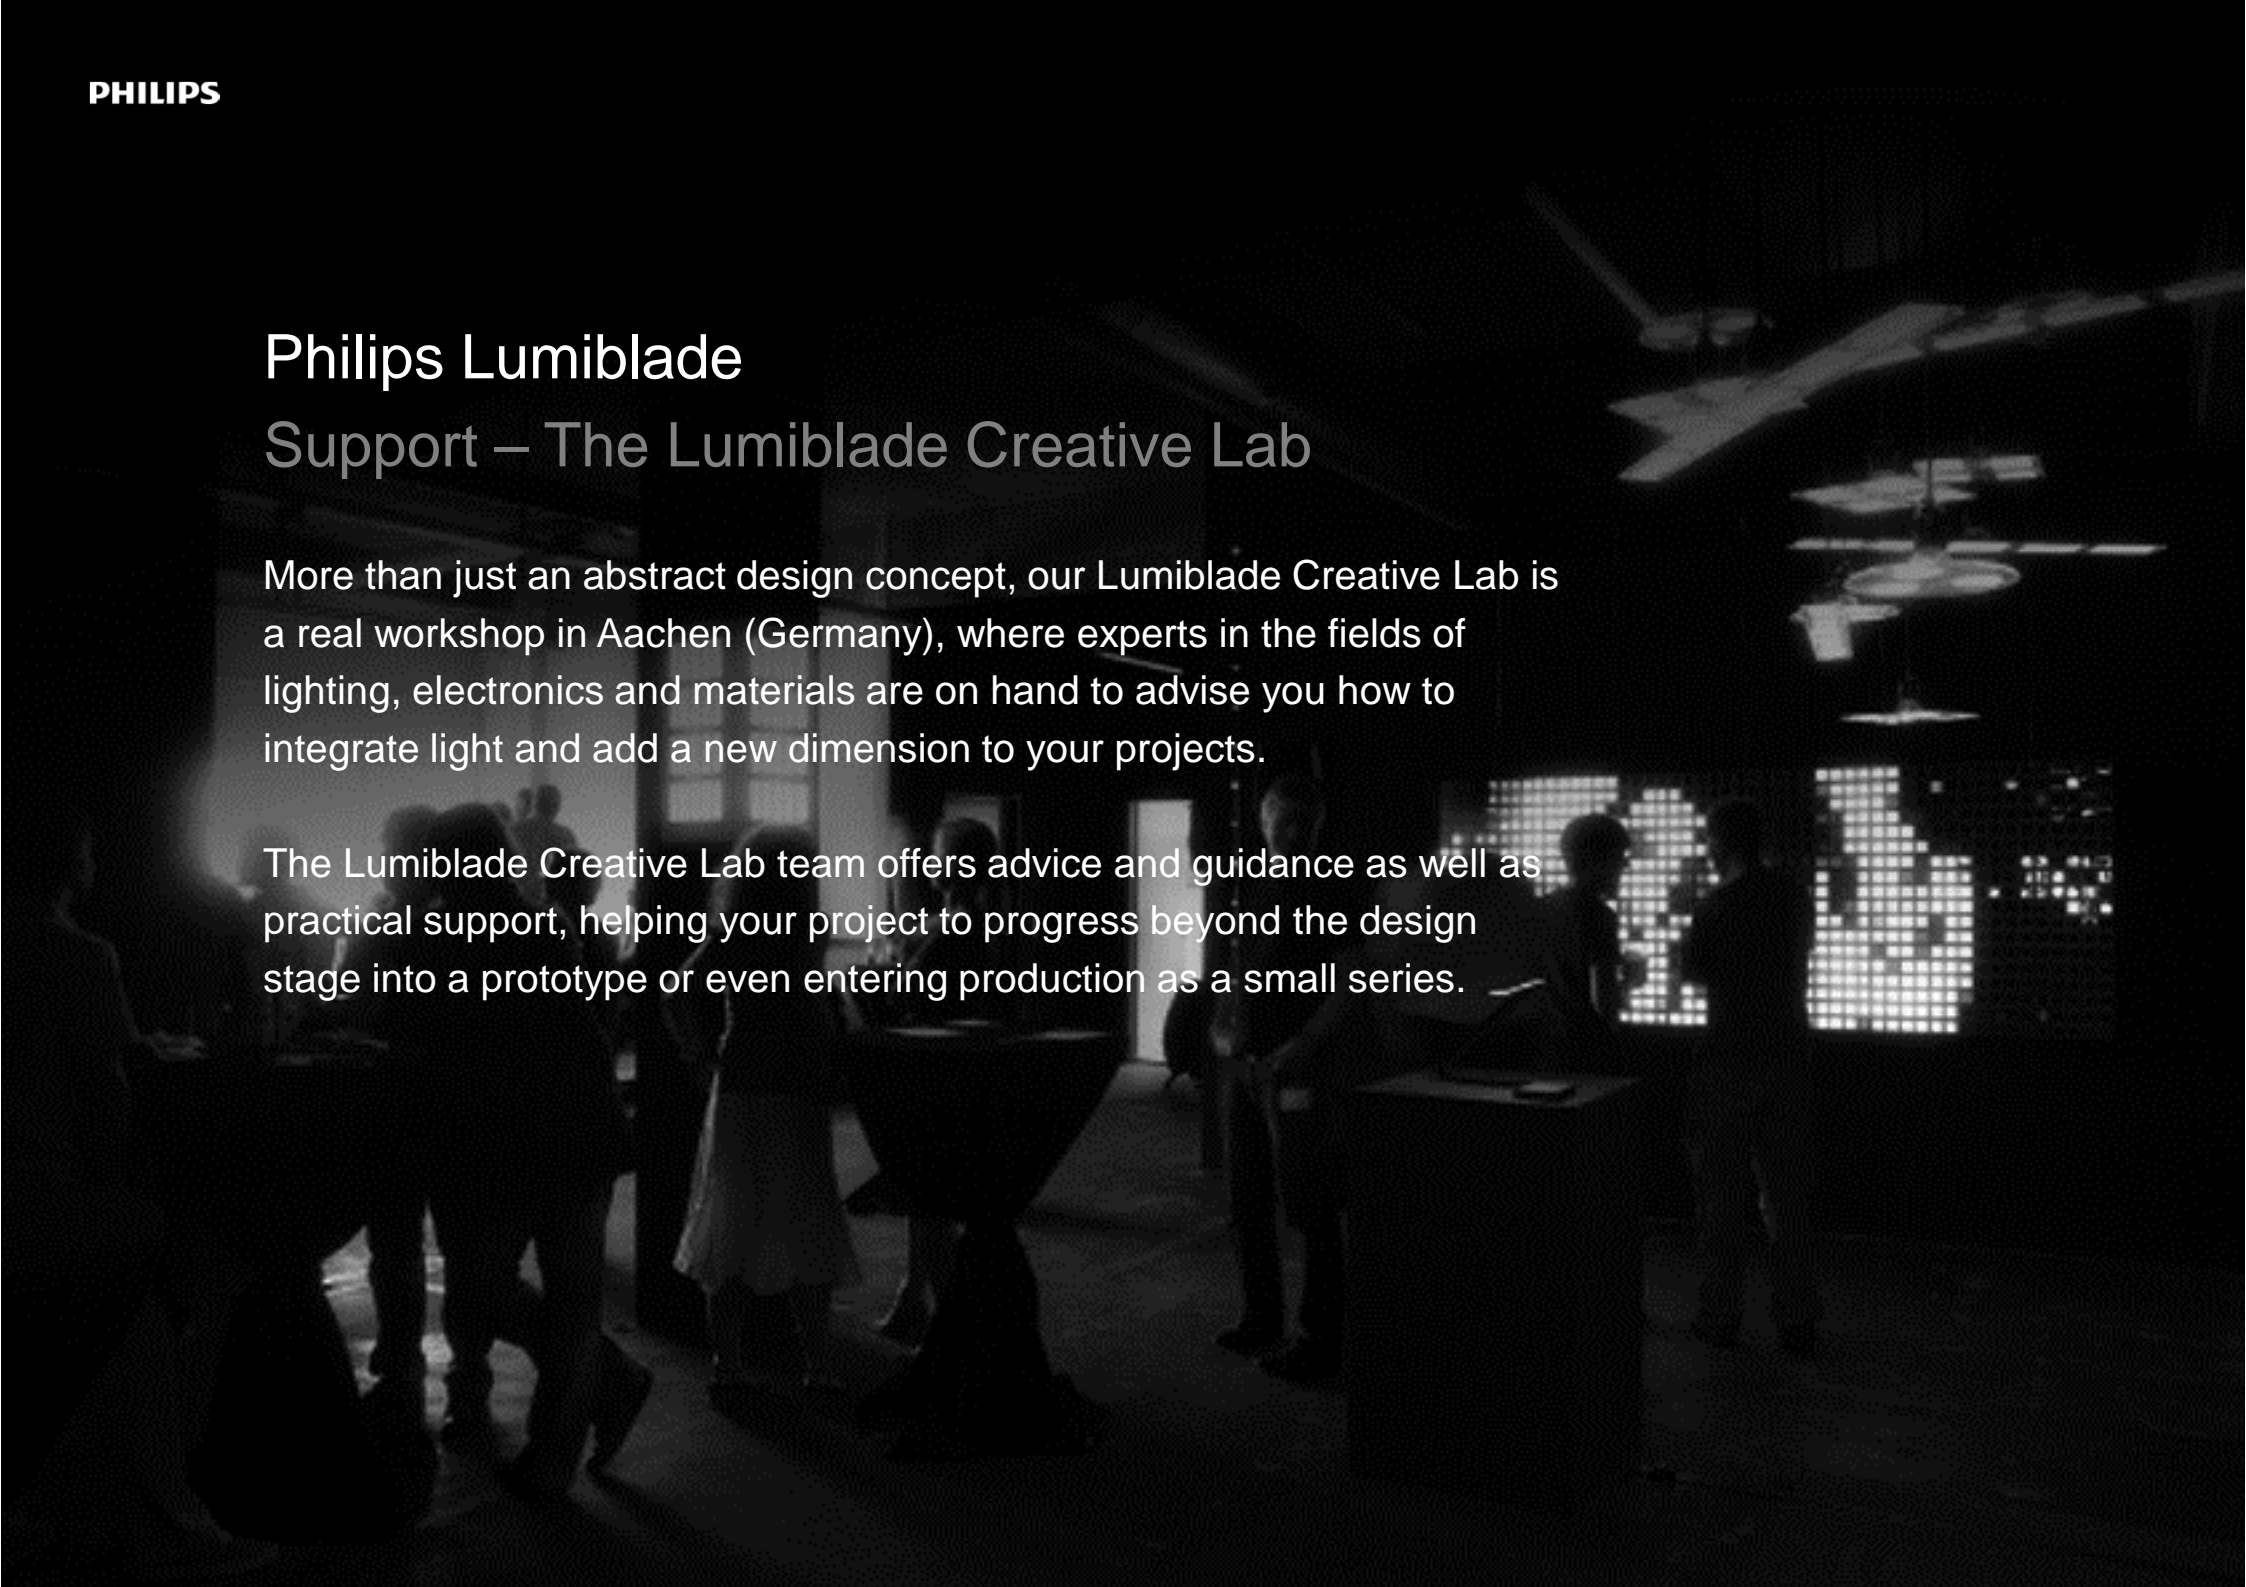 PHILIPS
Philips Lumiblade
Support – The Lumiblade Creative Lab
More than just an abstract design concept, our Lumiblade Creative Lab is
a real workshop in Aachen (Germany), where experts in the fields of
lighting, electronics and materials are on hand to advise you how to
integrate light and add a new dimension to your projects.
The Lumiblade Creative Lab team offers advice and guidance as well as
practical support, helping your project to progress beyond the design
stage into a prototype or even entering production as a small series.